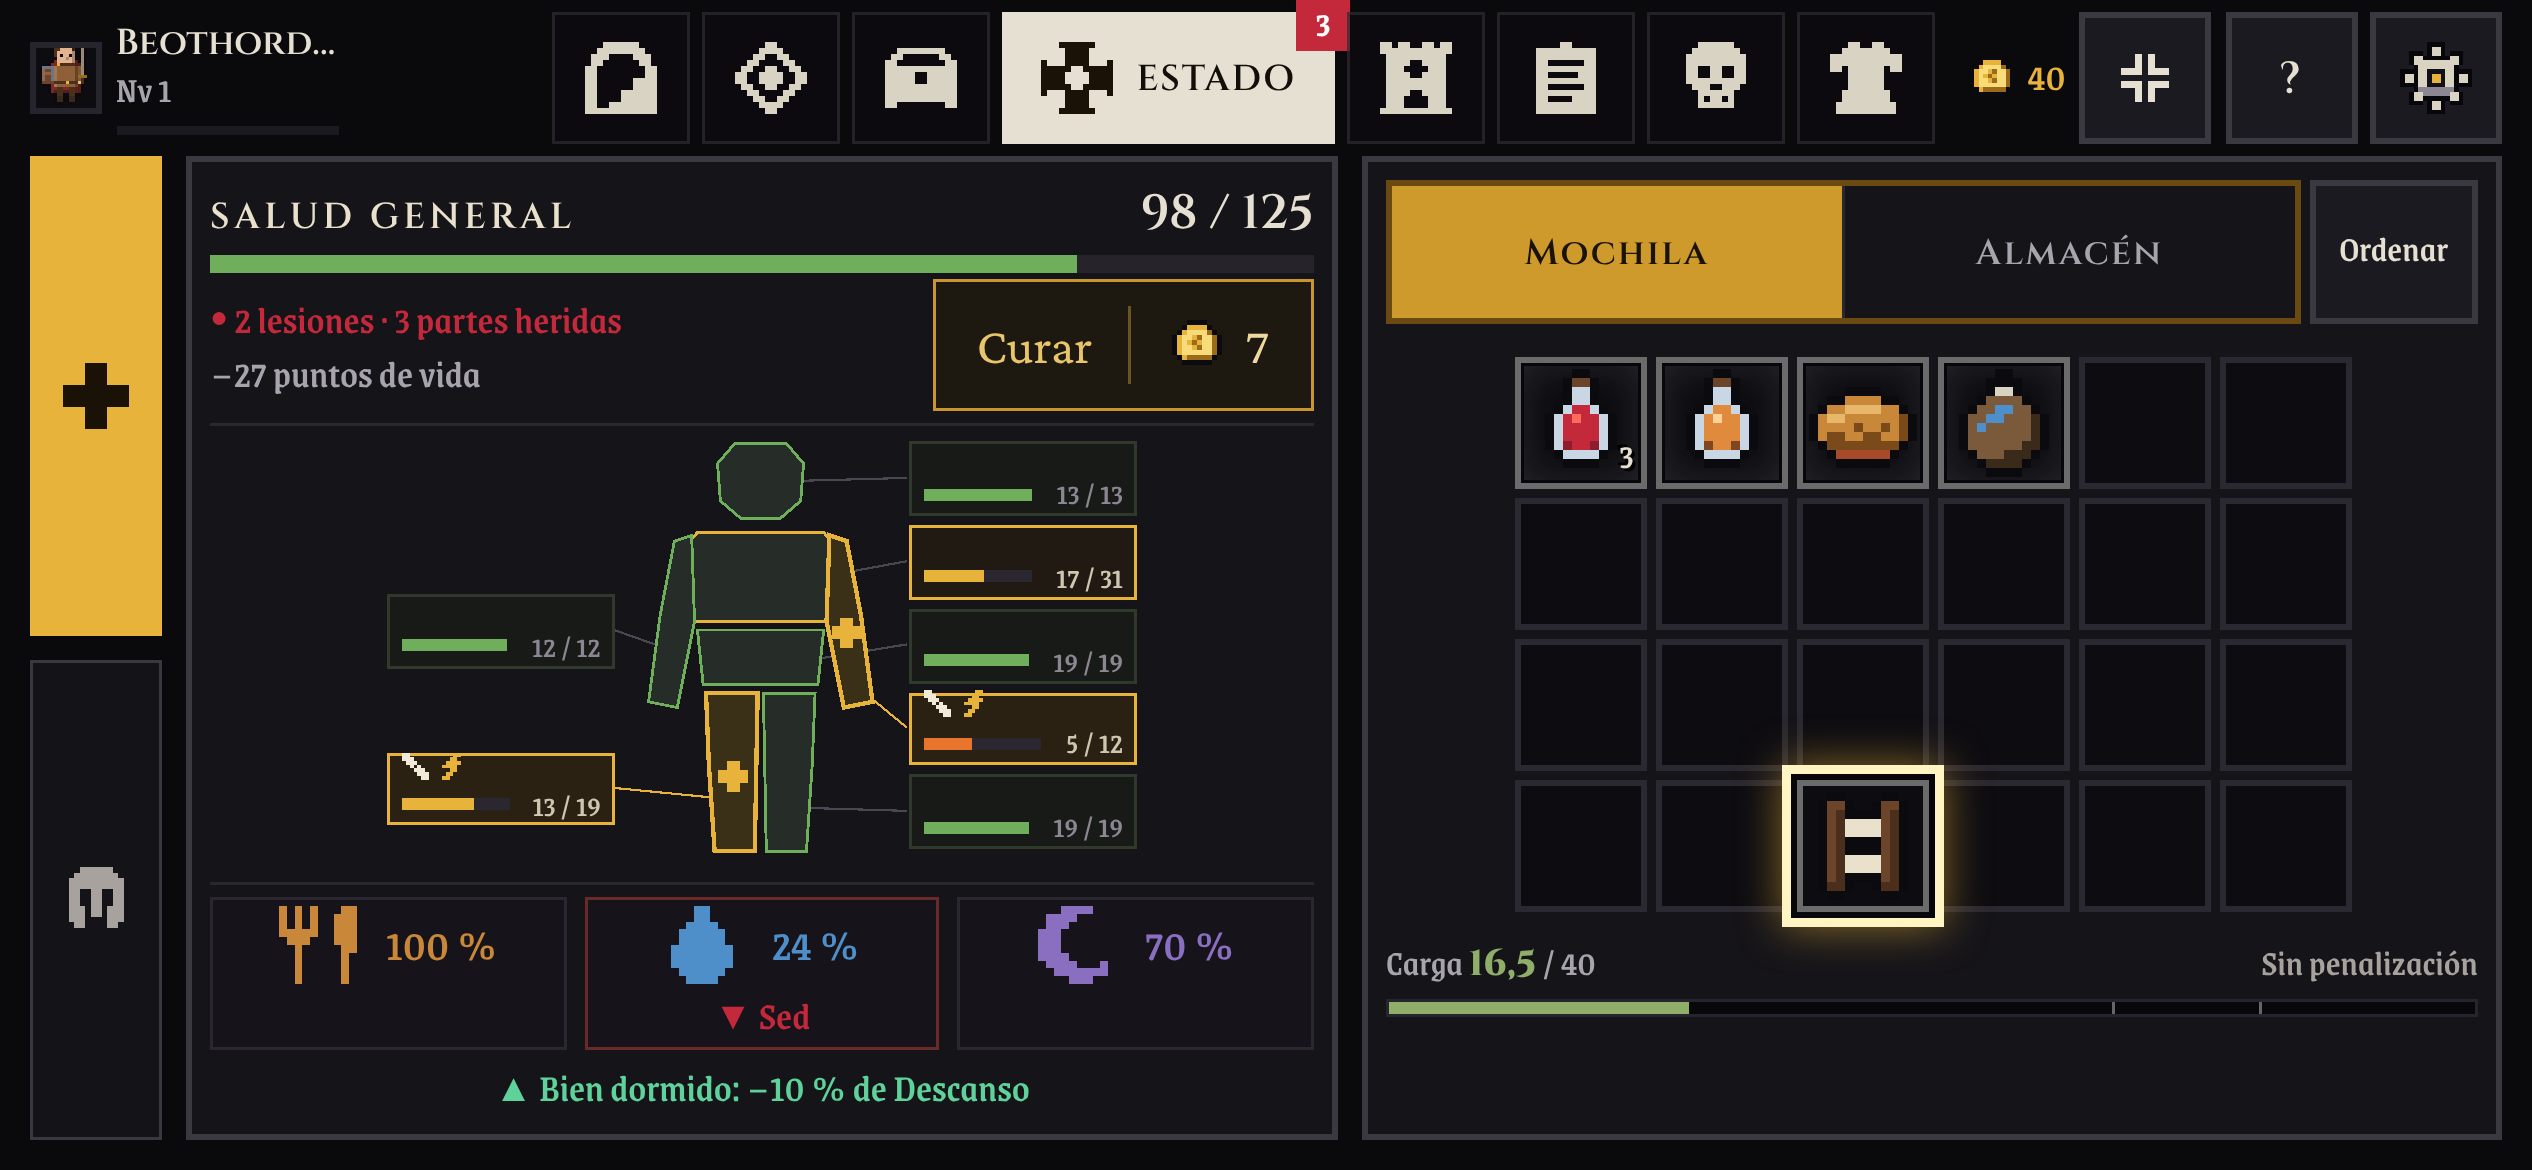 BEOTHORD...
Nv 1
ESTADO
3
40
?
SALUD GENERAL
98 / 125
• 2 lesiones · 3 partes heridas
−27 puntos de vida
Curar
7
13 / 13
17 / 31
12 / 12
19 / 19
5 / 12
13 / 19
19 / 19
100 %
24 %
▼ Sed
70 %
▲ Bien dormido: −10 % de Descanso
MOCHILA
ALMACÉN
Ordenar
3
Carga 16,5 / 40
Sin penalización